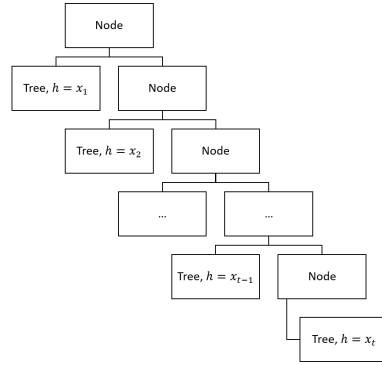 Node
Tree, h = x₁
Node
Tree, h = x₂
Node
...
...
Tree, h = xₜ₋₁
Node
Tree, h = xₜ